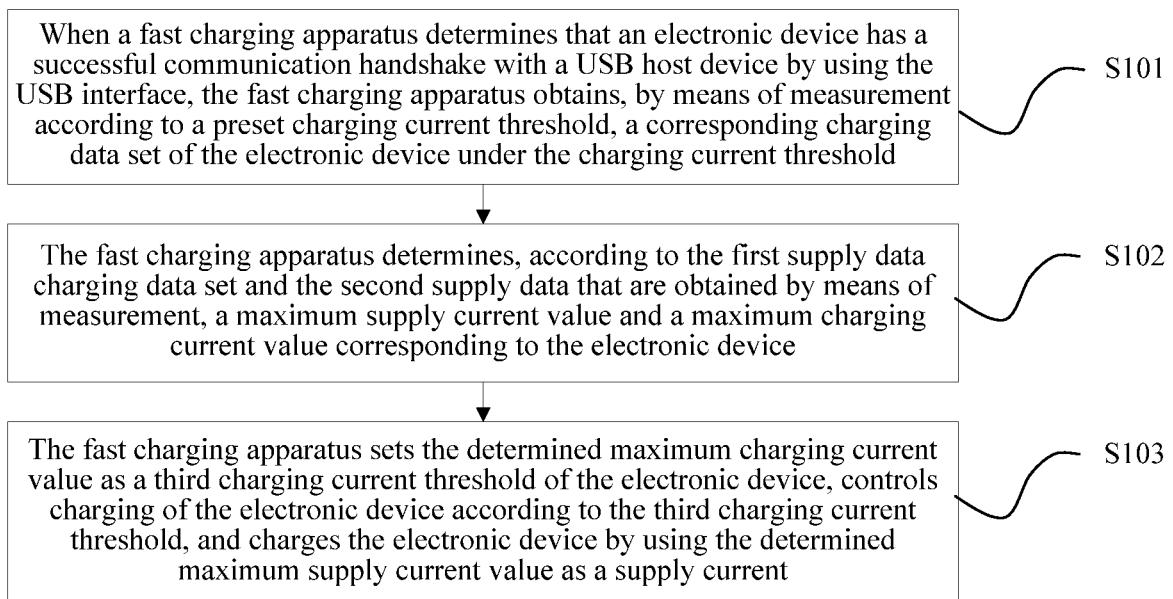 When a fast charging apparatus determines that an electronic device has a
successful communication handshake with a USB host device by using the
USB interface, the fast charging apparatus obtains, by means of measurement
according to a preset charging current threshold, a corresponding charging
data set of the electronic device under the charging current threshold
S101
The fast charging apparatus determines, according to the first supply data
charging data set and the second supply data that are obtained by means of
measurement, a maximum supply current value and a maximum charging
current value corresponding to the electronic device
S102
The fast charging apparatus sets the determined maximum charging current
value as a third charging current threshold of the electronic device, controls
charging of the electronic device according to the third charging current
threshold, and charges the electronic device by using the determined
maximum supply current value as a supply current
S103